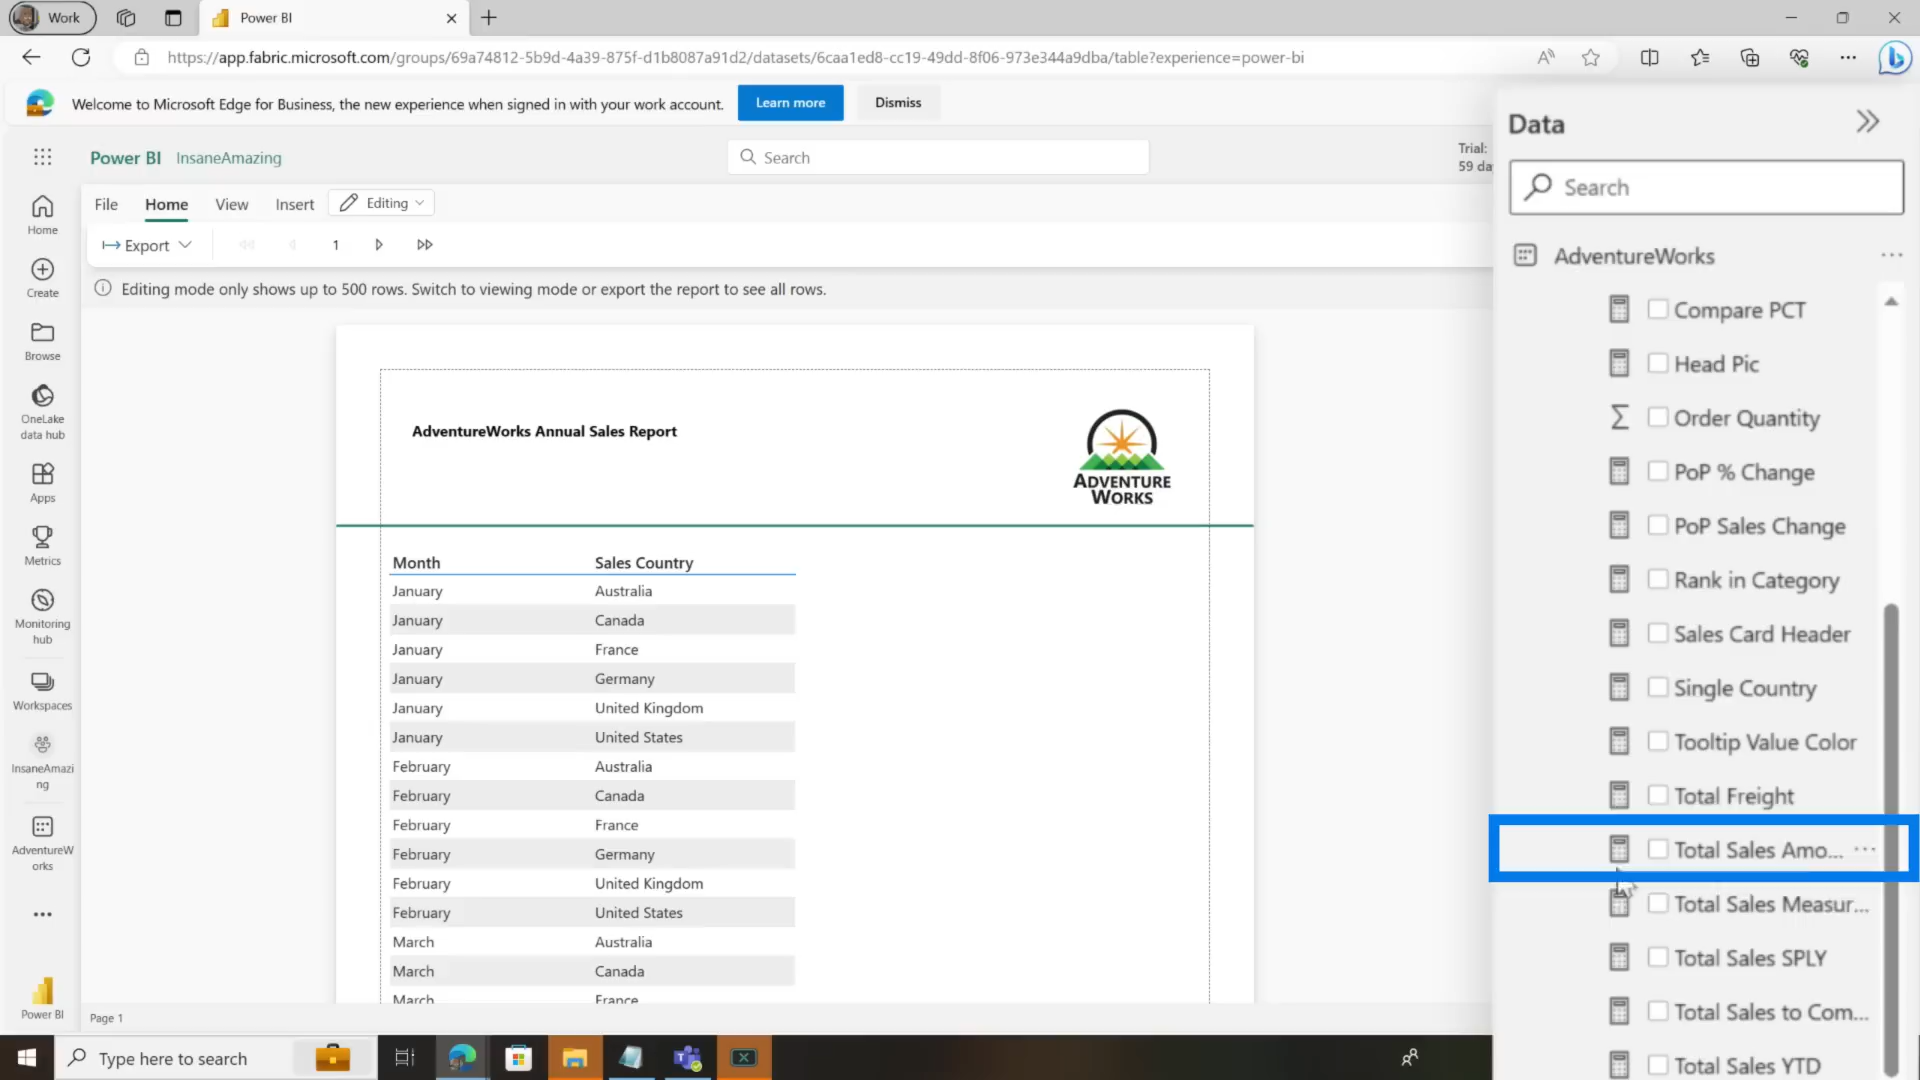 Work
Power BI
https://app.fabric.microsoft.com/groups/69a74812-5b9d-4a39-875f-d1b8087a91d2/datasets/6caa1ed8-cc19-49dd-8f06-973e344a9dba/table?experience=power-bi
Welcome to Microsoft Edge for Business, the new experience when signed in with your work account.
Learn more
Dismiss
Power BI InsaneAmazing
Search
Trial:
59 da
File
Home
View
Insert
Editing
Export
1
Editing mode only shows up to 500 rows. Switch to viewing mode or export the report to see all rows.
Home
Create
Browse
OneLake
data hub
Apps
Metrics
Monitoring
hub
Workspaces
InsaneAmazi
ng
AdventureW
orks
Power BI
AdventureWorks Annual Sales Report
ADVENTURE
WORKS
Month Sales Country
January Australia
January Canada
January France
January Germany
January United Kingdom
January United States
February Australia
February Canada
February France
February Germany
February United Kingdom
February United States
March Australia
March Canada
March France
Page 1
Data
Search
AdventureWorks
Compare PCT
Head Pic
Order Quantity
PoP % Change
PoP Sales Change
Rank in Category
Sales Card Header
Single Country
Tooltip Value Color
Total Freight
Total Sales Amo...
Total Sales Measur...
Total Sales SPLY
Total Sales to Com...
Total Sales YTD
Type here to search